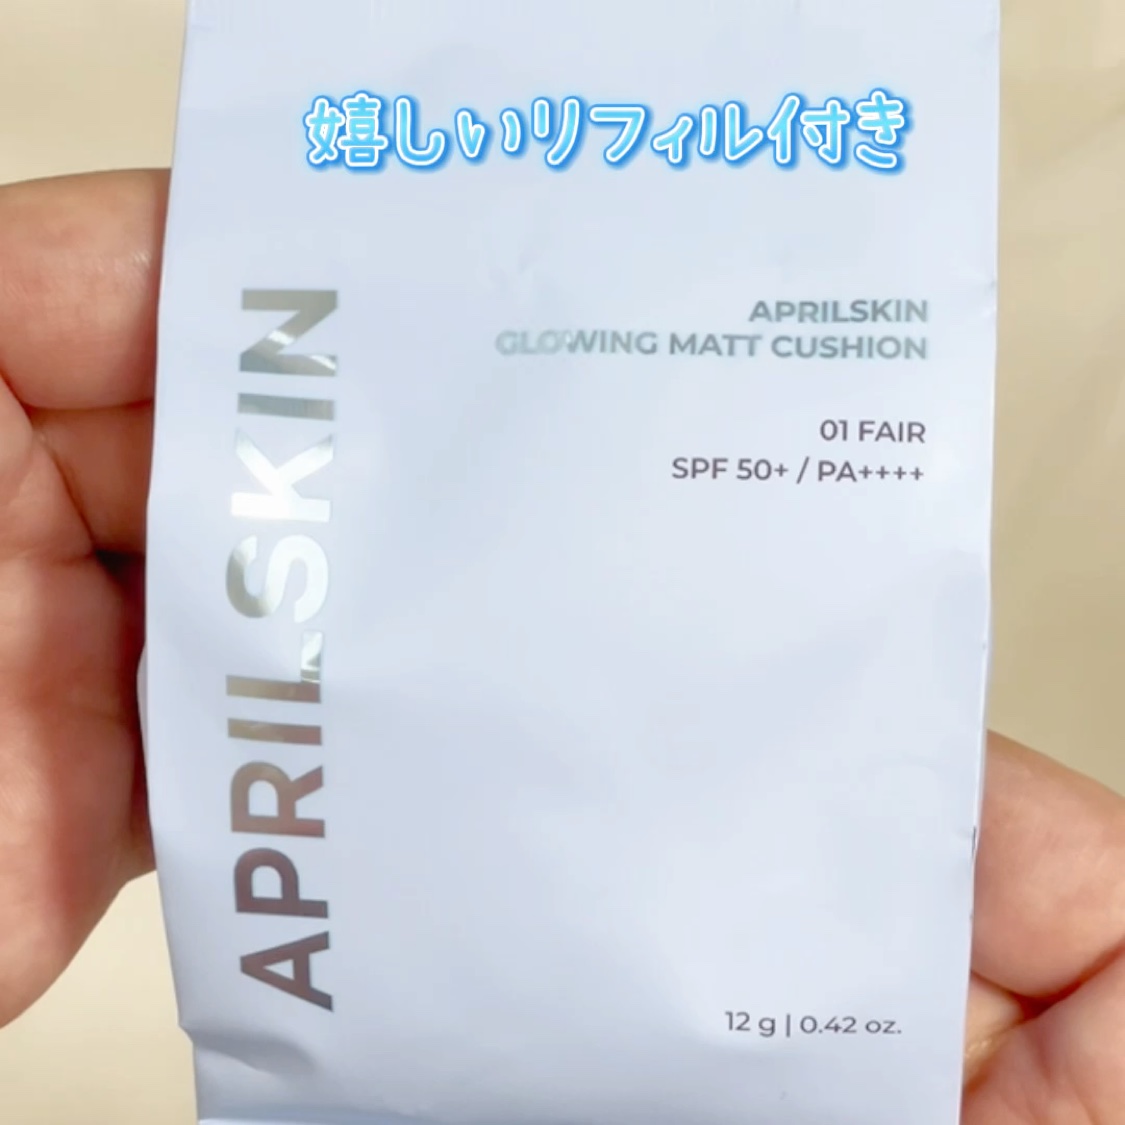 嬉しいリフィル付き
APRILSKIN
APRILSKIN
GLOWING MATT CUSHION
01 FAIR
SPF 50+ / PA++++
12 g | 0.42 oz.